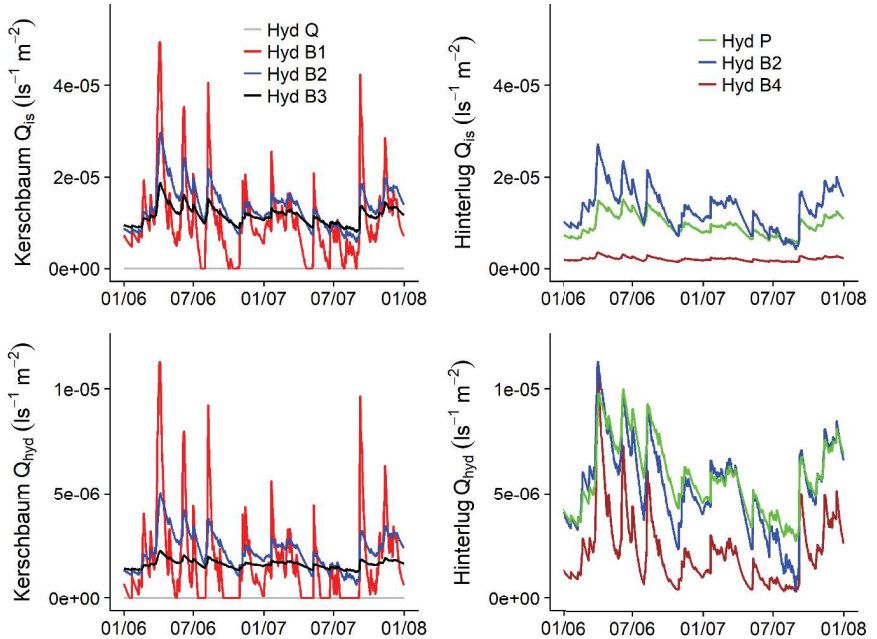 Kerschbaum Qis (ls−1 m−2)
4e-05
2e-05
0e+00
Hyd Q
Hyd B1
Hyd B2
Hyd B3
01/06 07/06 01/07 07/07 01/08
Hinterlug Qis (ls−1 m−2)
4e-05
2e-05
0e+00
Hyd P
Hyd B2
Hyd B4
01/06 07/06 01/07 07/07 01/08
Kerschbaum Qhyd (ls−1 m−2)
1e-05
5e-06
0e+00
01/06 07/06 01/07 07/07 01/08
Hinterlug Qhyd (ls−1 m−2)
1e-05
5e-06
0e+00
01/06 07/06 01/07 07/07 01/08